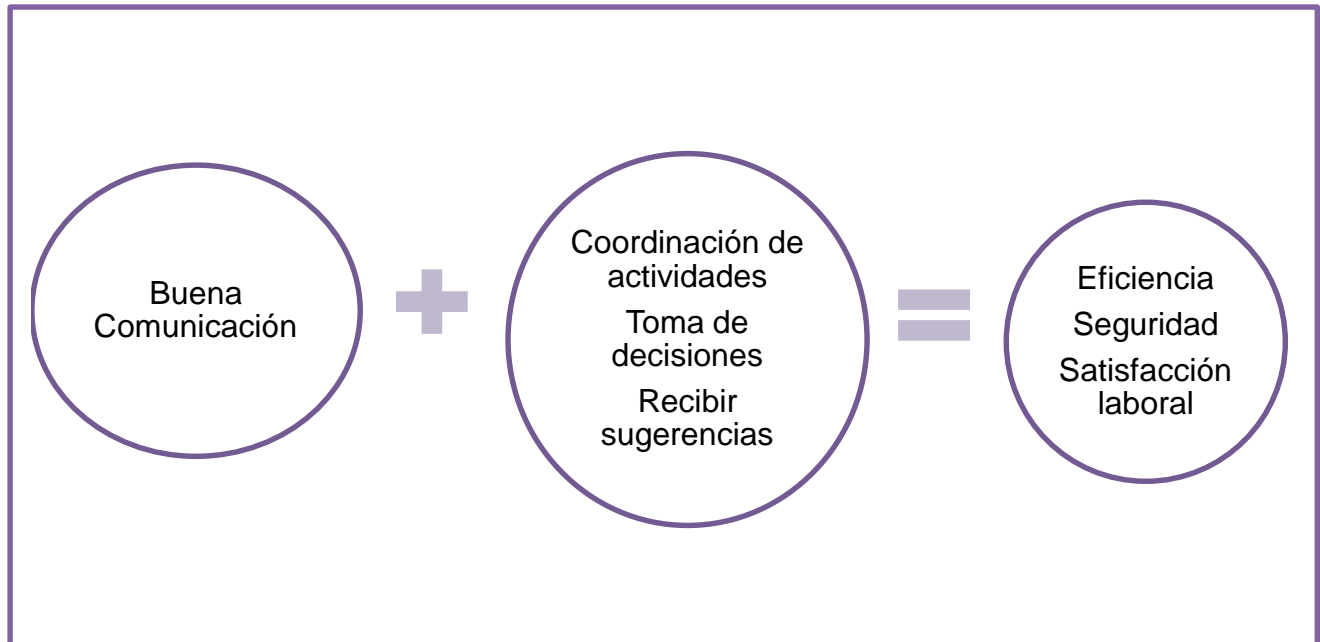 Buena
Comunicación
Coordinación de
actividades
Toma de
decisiones
Recibir
sugerencias
Eficiencia
Seguridad
Satisfacción
laboral